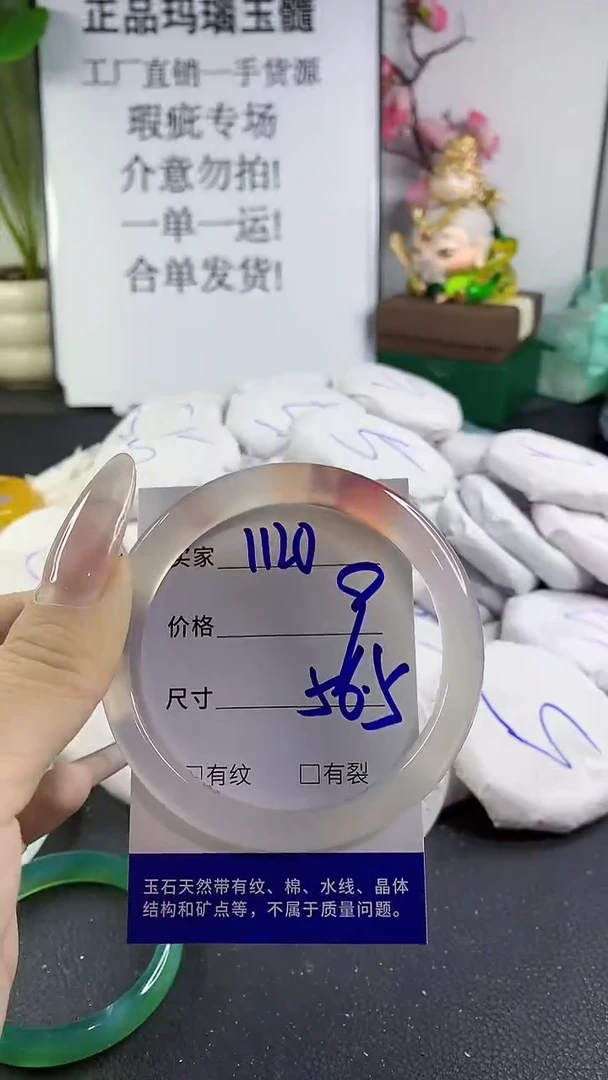 正品玛瑙玉髓
工厂直销一手货源
瑕疵专场
介意勿拍!
一单一运!
合单发货!
买家 1120
价格
尺寸 56.5
□有纹 □有裂
玉石天然带有纹、棉、水线、晶体
结构和矿点等，不属于质量问题。